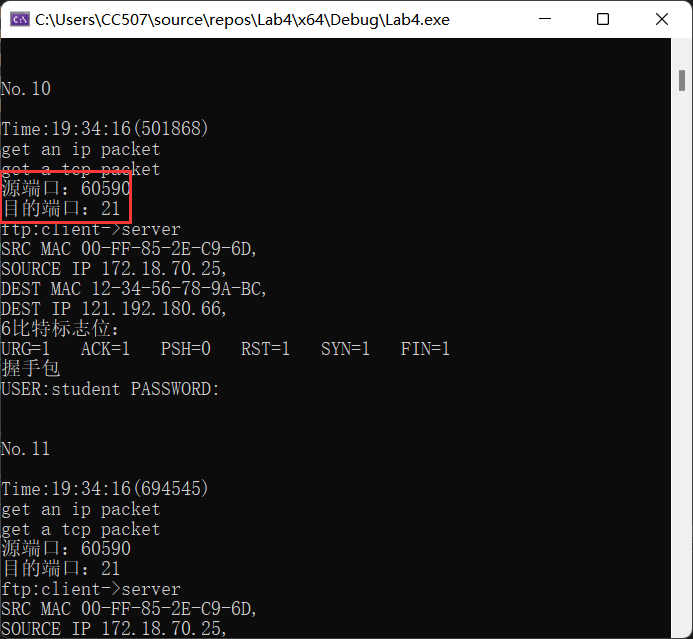 C:\Users\CC507\source\repos\Lab4\x64\Debug\Lab4.exe
No.10
Time:19:34:16(501868)
get an ip packet
get a tcp packet
源端口：60590
目的端口：21
ftp:client->server
SRC MAC 00-FF-85-2E-C9-6D,
SOURCE IP 172.18.70.25,
DEST MAC 12-34-56-78-9A-BC,
DEST IP 121.192.180.66,
6比特标志位：
URG=1 ACK=1 PSH=0 RST=1 SYN=1 FIN=1
握手包
USER:student PASSWORD:
No.11
Time:19:34:16(694545)
get an ip packet
get a tcp packet
源端口：60590
目的端口：21
ftp:client->server
SRC MAC 00-FF-85-2E-C9-6D,
SOURCE IP 172.18.70.25,